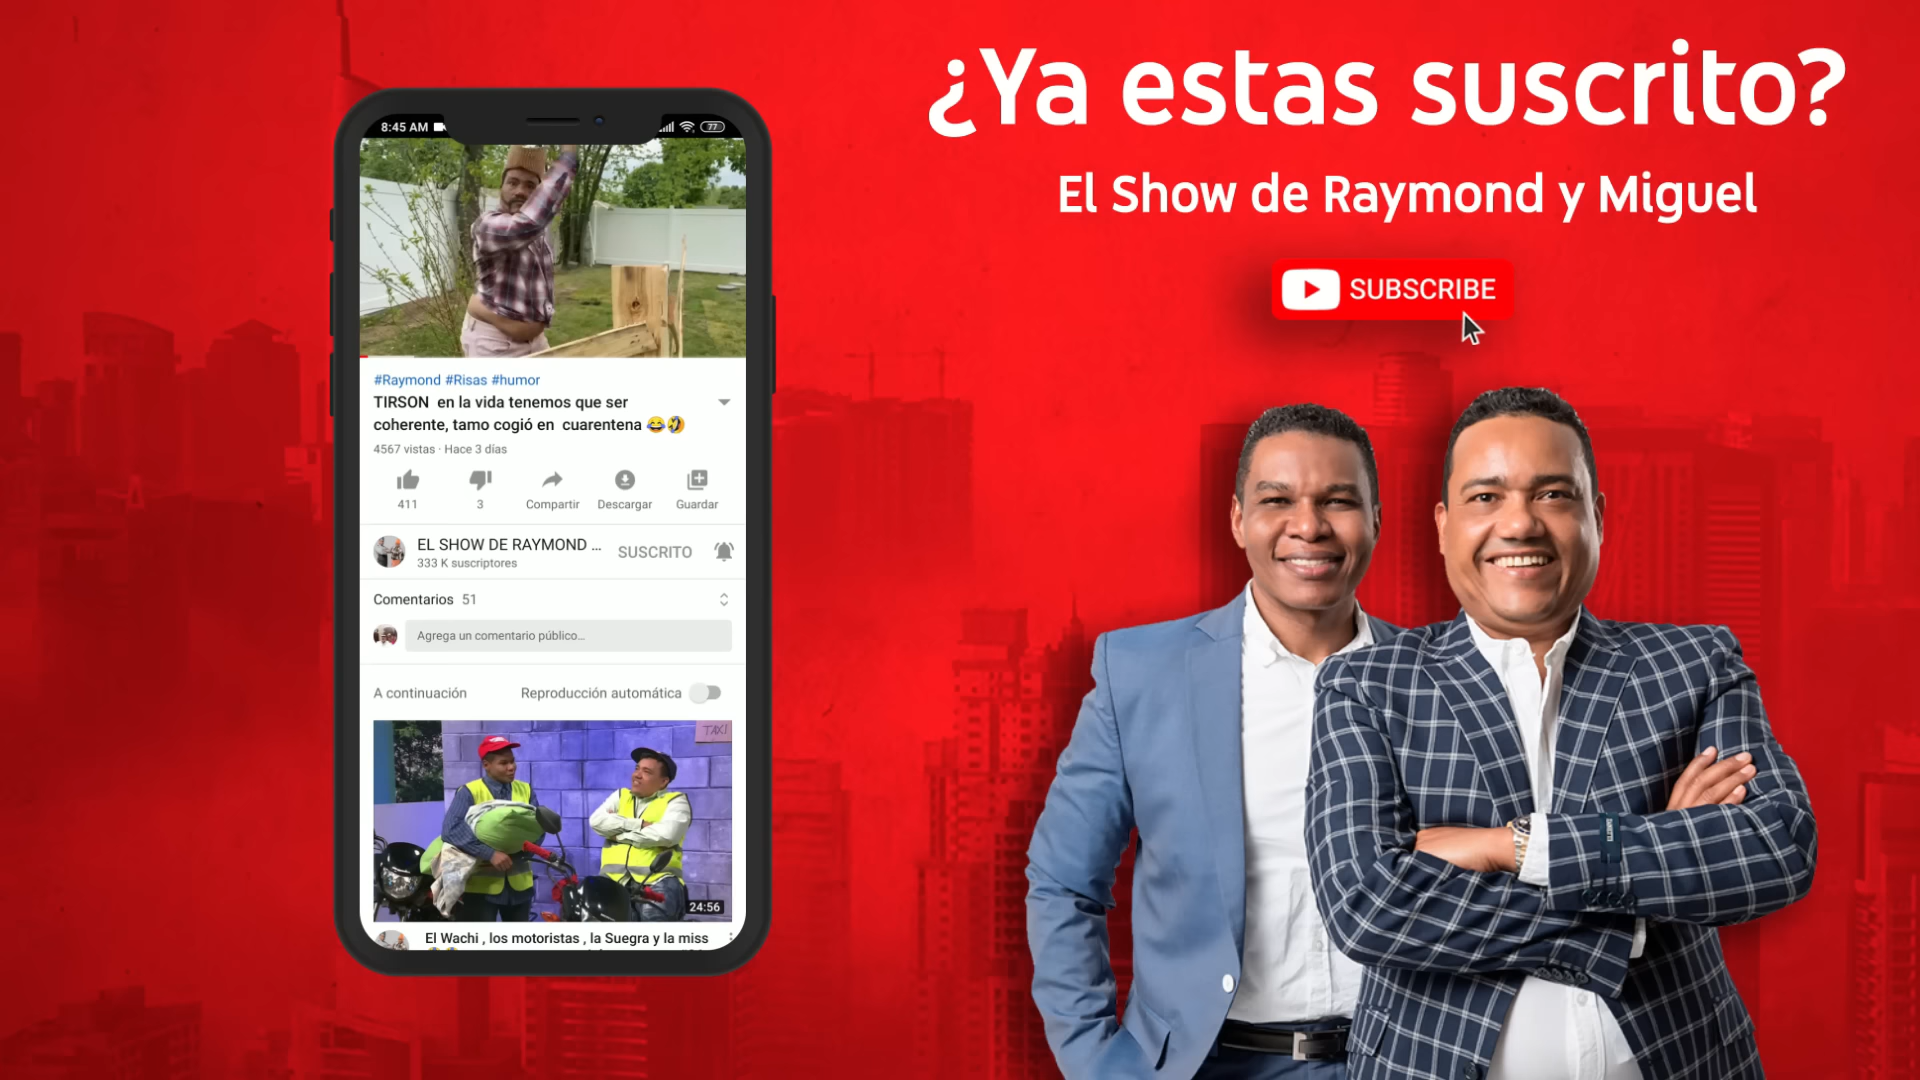 ¿Ya estas suscrito?
El Show de Raymond y Miguel
SUBSCRIBE
8:45 AM
77
#Raymond #Risas #humor
TIRSON en la vida tenemos que ser
coherente, tamo cogió en cuarentena 😂🤣
4567 vistas · Hace 3 días
411
3
Compartir
Descargar
Guardar
EL SHOW DE RAYMOND ...
SUSCRITO
333 K suscriptores
Comentarios 51
Agrega un comentario público...
A continuación
Reproducción automática
TAXI
24:56
El Wachi , los motoristas , la Suegra y la miss